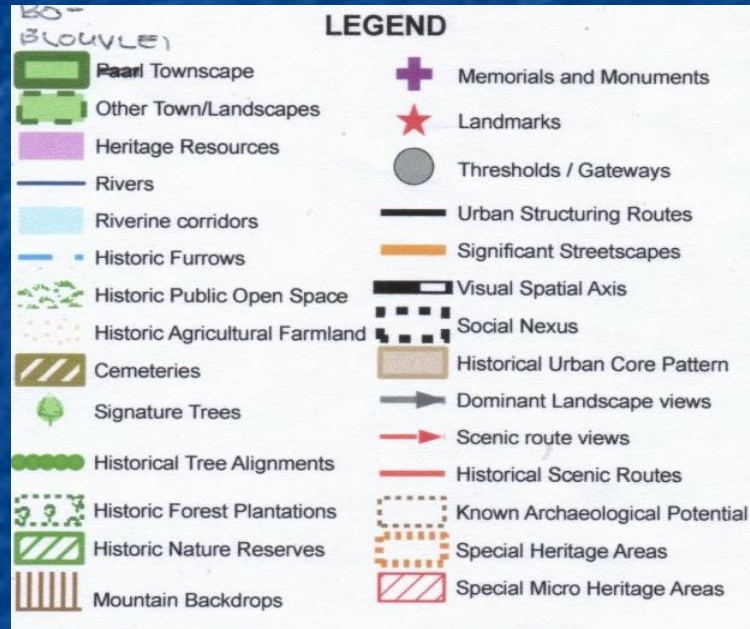 BO-
BLOUVLEI
LEGEND
Paarl Townscape
Other Town/Landscapes
Heritage Resources
Rivers
Riverine corridors
Historic Furrows
Historic Public Open Space
Historic Agricultural Farmland
Cemeteries
Signature Trees
Historical Tree Alignments
Historic Forest Plantations
Historic Nature Reserves
Mountain Backdrops
Memorials and Monuments
Landmarks
Thresholds / Gateways
Urban Structuring Routes
Significant Streetscapes
Visual Spatial Axis
Social Nexus
Historical Urban Core Pattern
Dominant Landscape views
Scenic route views
Historical Scenic Routes
Known Archaeological Potential
Special Heritage Areas
Special Micro Heritage Areas